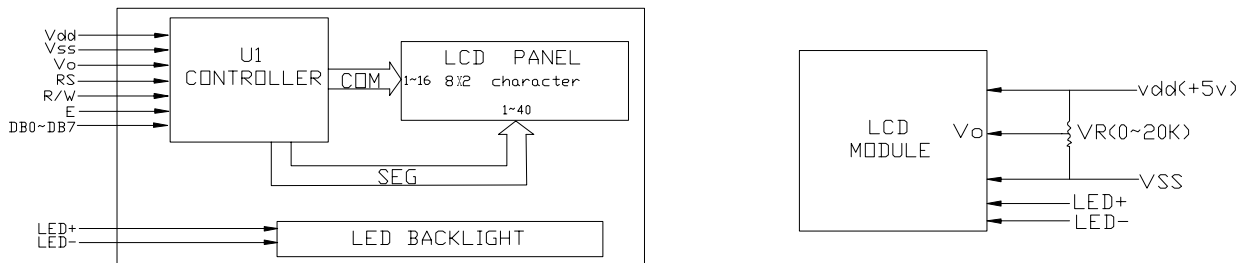 Vdd
Vss
Vo
RS
R/W
E
DB0~DB7
U1
CONTROLLER
COM
1~16
LCD PANEL
8X2 character
1~40
SEG
LED+
LED-
LED BACKLIGHT
LCD
MODULE
Vo
vdd(+5v)
VR(0~20K)
VSS
LED+
LED-